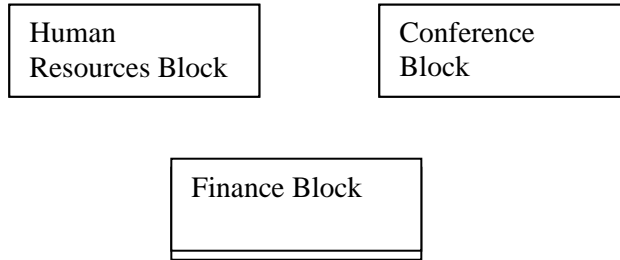 Human
Resources Block
Conference
Block
Finance Block